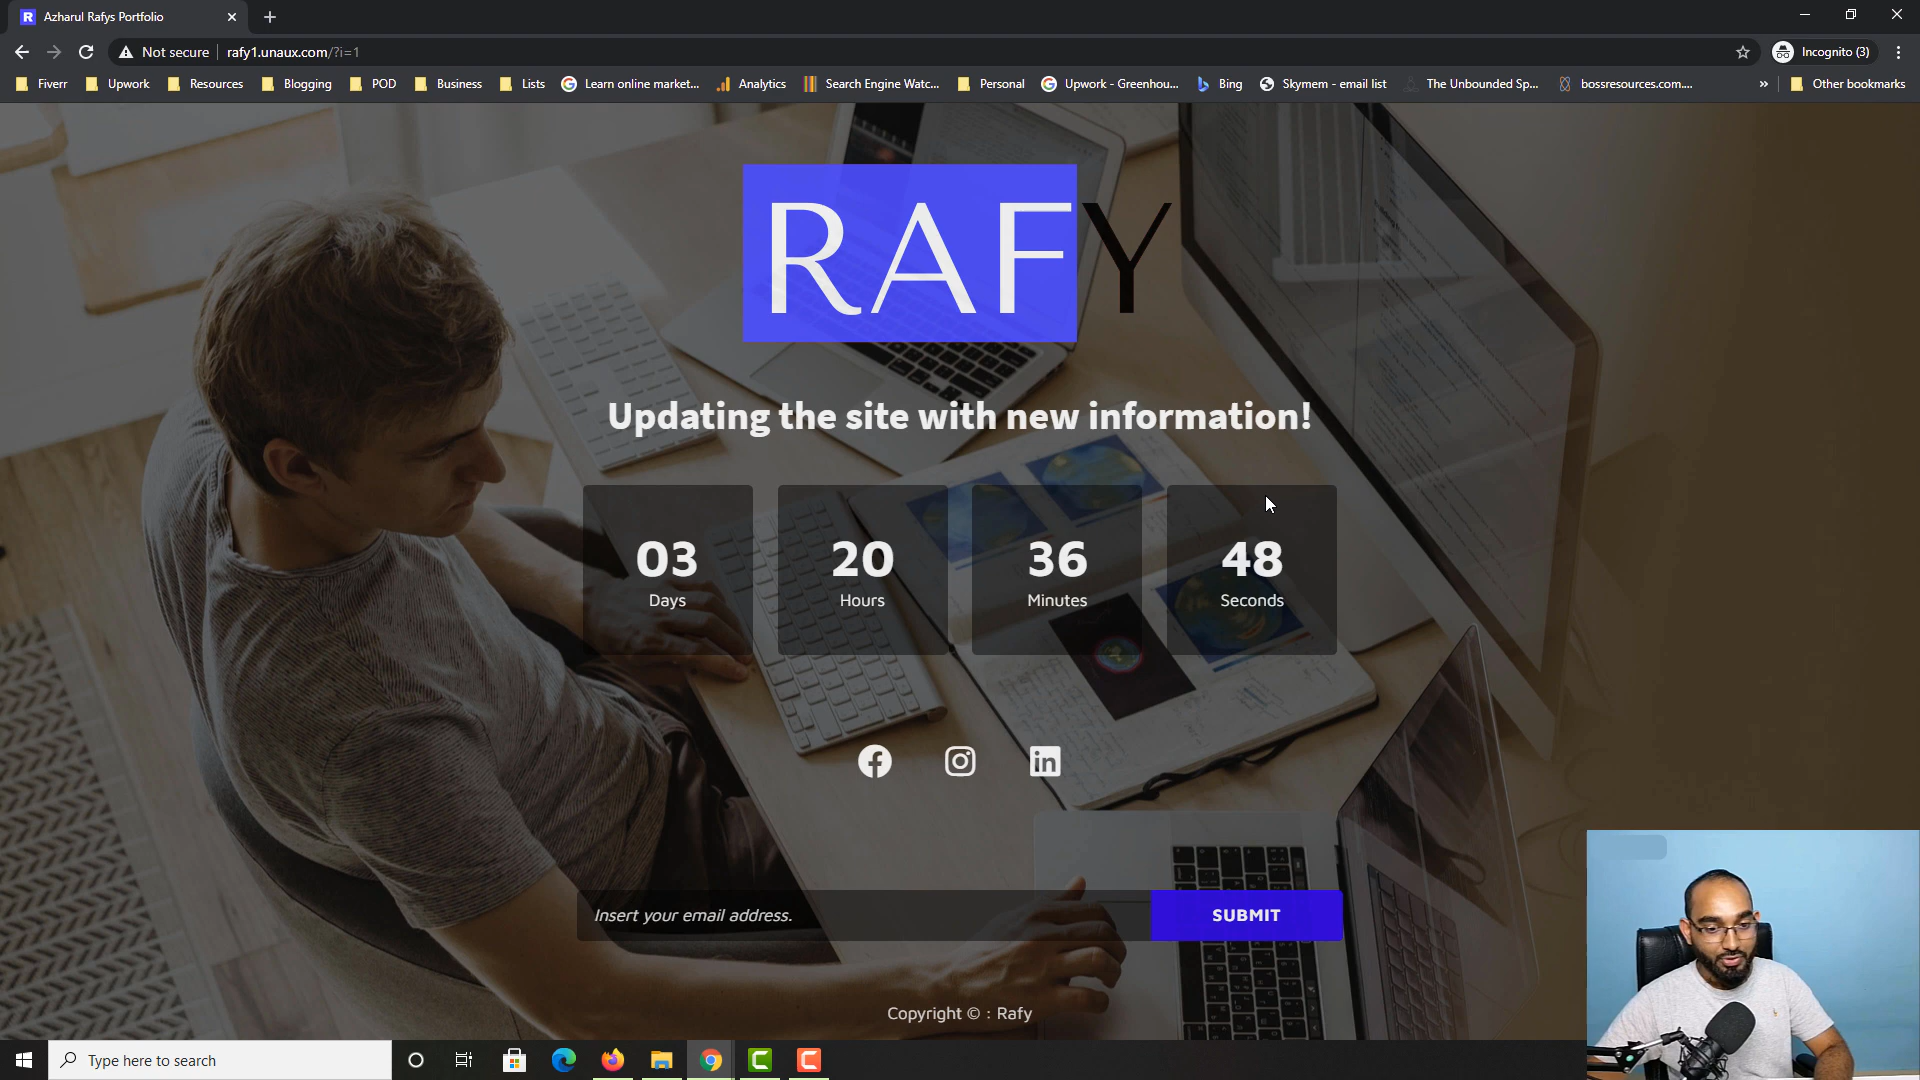 R Azharul Rafys Portfolio
Not secure rafy1.unaux.com/?i=1 Incognito (3)
Fiverr Upwork Resources Blogging POD Business Lists Learn online market... Analytics Search Engine Watc... Personal Upwork - Greenhou... Bing Skymem - email list The Unbounded Sp... bossresources.com.... » Other bookmarks
RAFY
Updating the site with new information!
03 20 36 48
Days Hours Minutes Seconds
Insert your email address. SUBMIT
Copyright © : Rafy
Type here to search